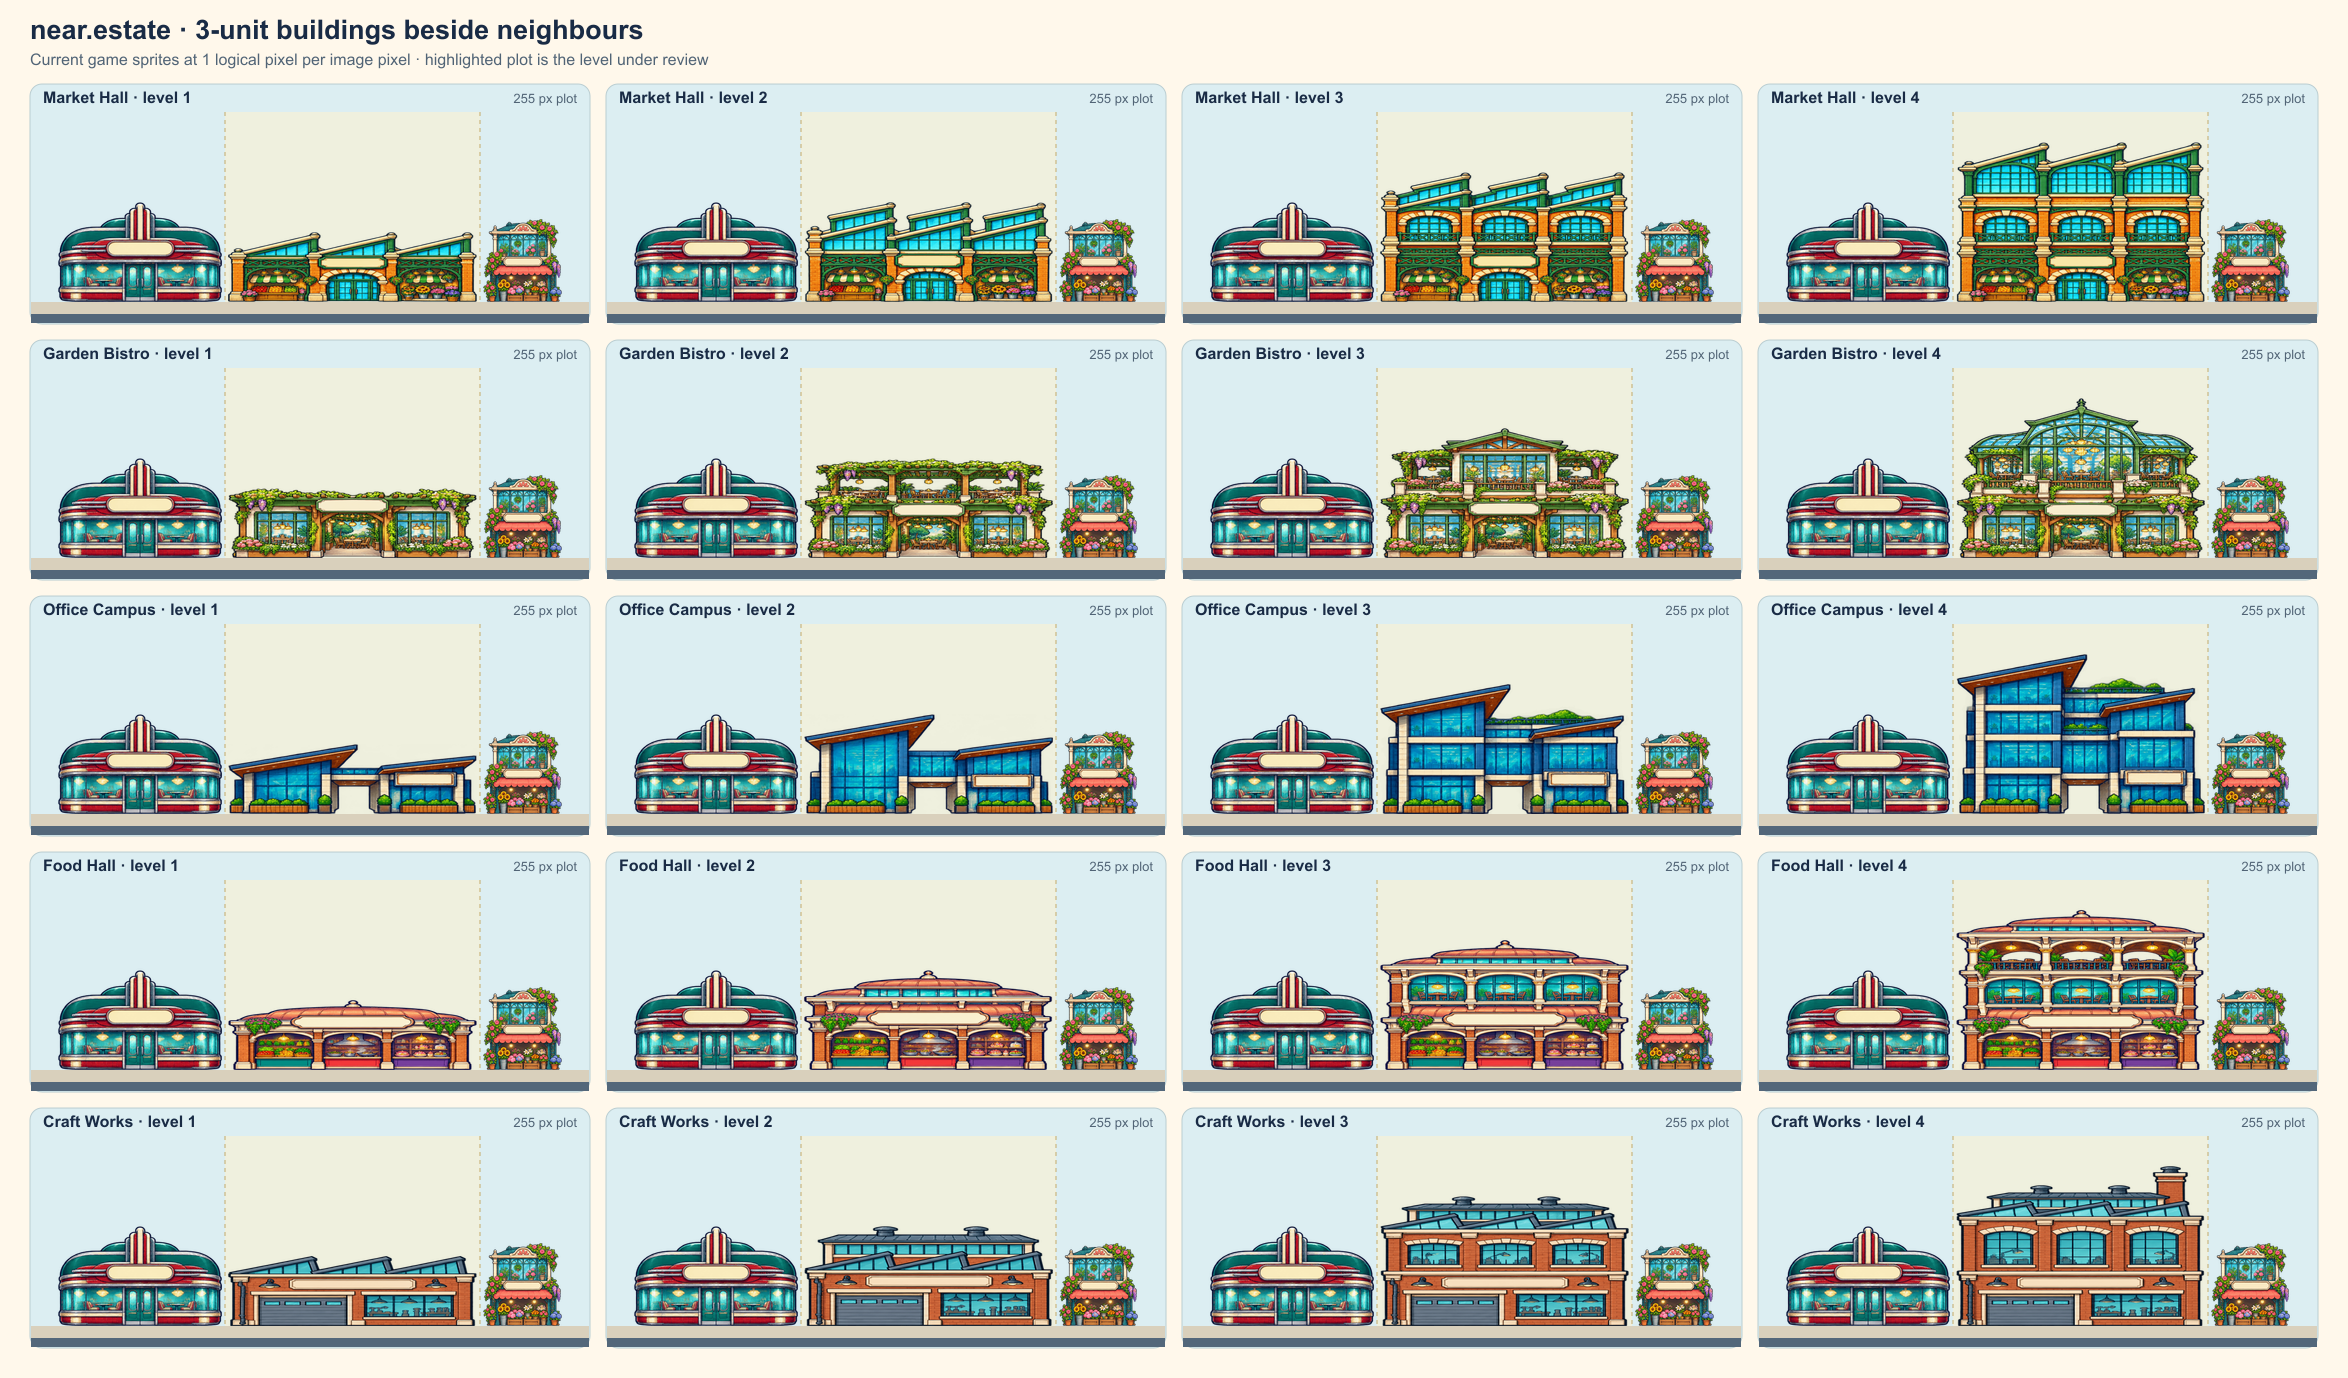 near.estate · 3-unit buildings beside neighbours
Current game sprites at 1 logical pixel per image pixel · highlighted plot is the level under review
Market Hall · level 1 255 px plot
Market Hall · level 2 255 px plot
Market Hall · level 3 255 px plot
Market Hall · level 4 255 px plot
Garden Bistro · level 1 255 px plot
Garden Bistro · level 2 255 px plot
Garden Bistro · level 3 255 px plot
Garden Bistro · level 4 255 px plot
Office Campus · level 1 255 px plot
Office Campus · level 2 255 px plot
Office Campus · level 3 255 px plot
Office Campus · level 4 255 px plot
Food Hall · level 1 255 px plot
Food Hall · level 2 255 px plot
Food Hall · level 3 255 px plot
Food Hall · level 4 255 px plot
Craft Works · level 1 255 px plot
Craft Works · level 2 255 px plot
Craft Works · level 3 255 px plot
Craft Works · level 4 255 px plot